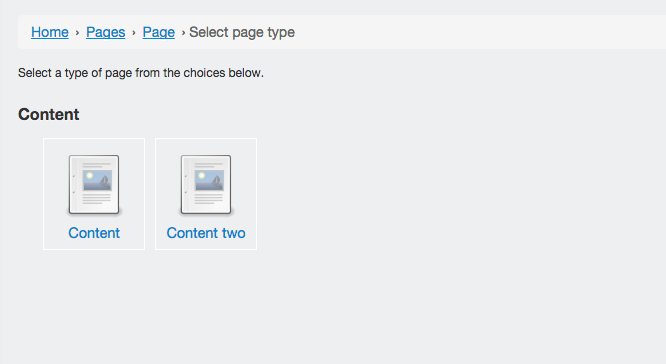 Home › Pages › Page › Select page type
Select a type of page from the choices below.
Content
Content
Content two